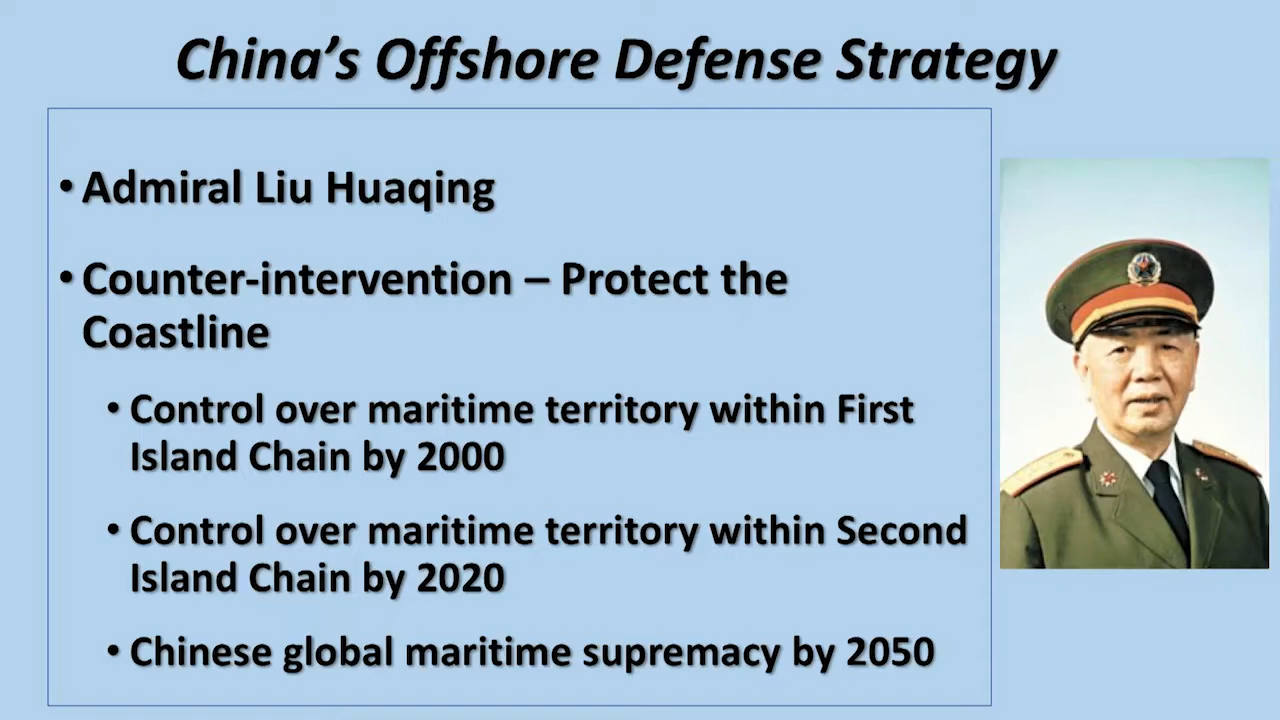 China's Offshore Defense Strategy
• Admiral Liu Huaqing
• Counter-intervention – Protect the
Coastline
• Control over maritime territory within First
Island Chain by 2000
• Control over maritime territory within Second
Island Chain by 2020
• Chinese global maritime supremacy by 2050